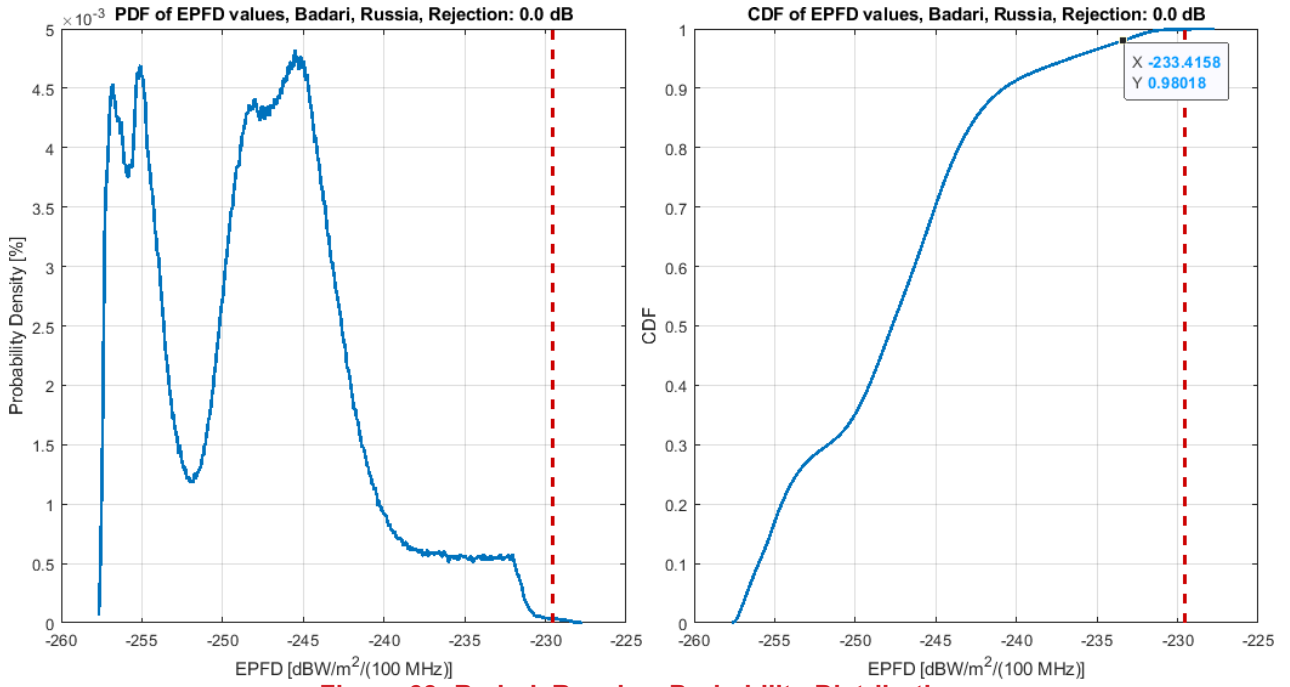 PDF of EPFD values, Badari, Russia, Rejection: 0.0 dB
×10⁻³
5
4.5
4
3.5
3
2.5
2
1.5
1
0.5
0
Probability Density [%]
-260 -255 -250 -245 -240 -235 -230 -225
EPFD [dBW/m²/(100 MHz)]
CDF of EPFD values, Badari, Russia, Rejection: 0.0 dB
1
0.9
0.8
0.7
0.6
0.5
0.4
0.3
0.2
0.1
0
CDF
X -233.4158
Y 0.98018
-260 -255 -250 -245 -240 -235 -230 -225
EPFD [dBW/m²/(100 MHz)]